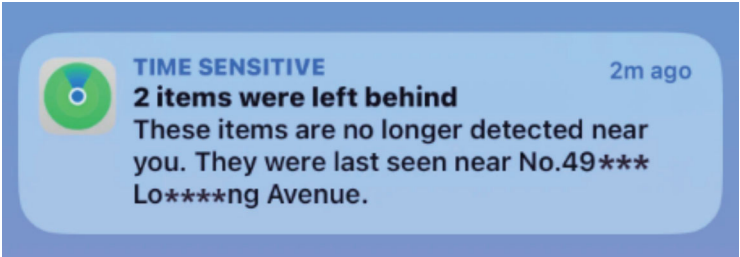 TIME SENSITIVE
2m ago
2 items were left behind
These items are no longer detected near
you. They were last seen near No.49***
Lo****ng Avenue.